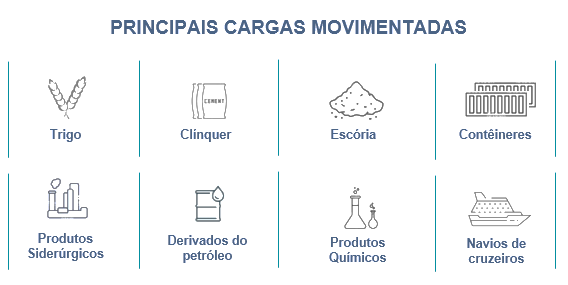 PRINCIPAIS CARGAS MOVIMENTADAS
CEMENT
Trigo
Clínquer
Escória
Contêineres
Produtos
Siderúrgicos
Derivados do
petróleo
Produtos
Químicos
Navios de
cruzeiros